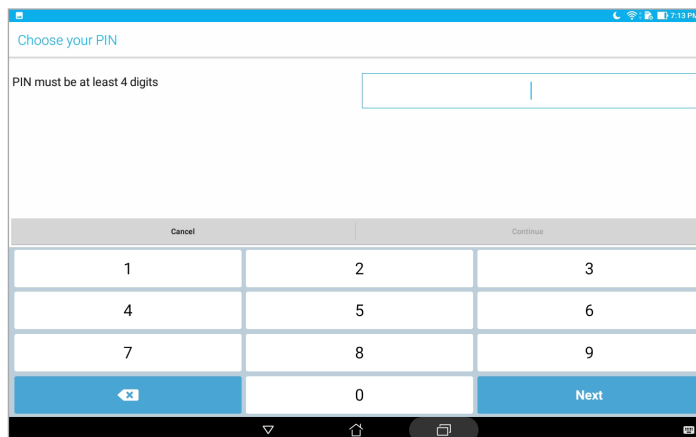 7:13 PM
Choose your PIN
PIN must be at least 4 digits
Cancel Continue
1 2 3
4 5 6
7 8 9
0 Next